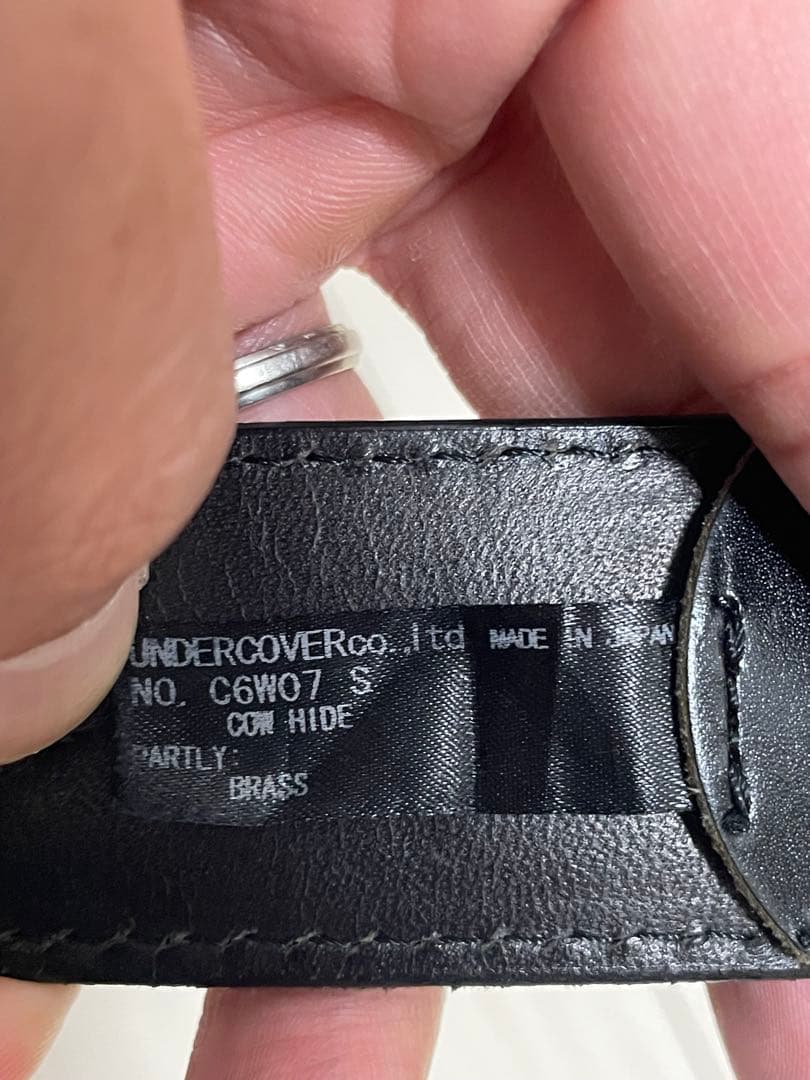 UNDERCOVERco.,ltd MADE IN JAPAN
NO. C6W07 S
COW HIDE
PARTLY:
BRASS